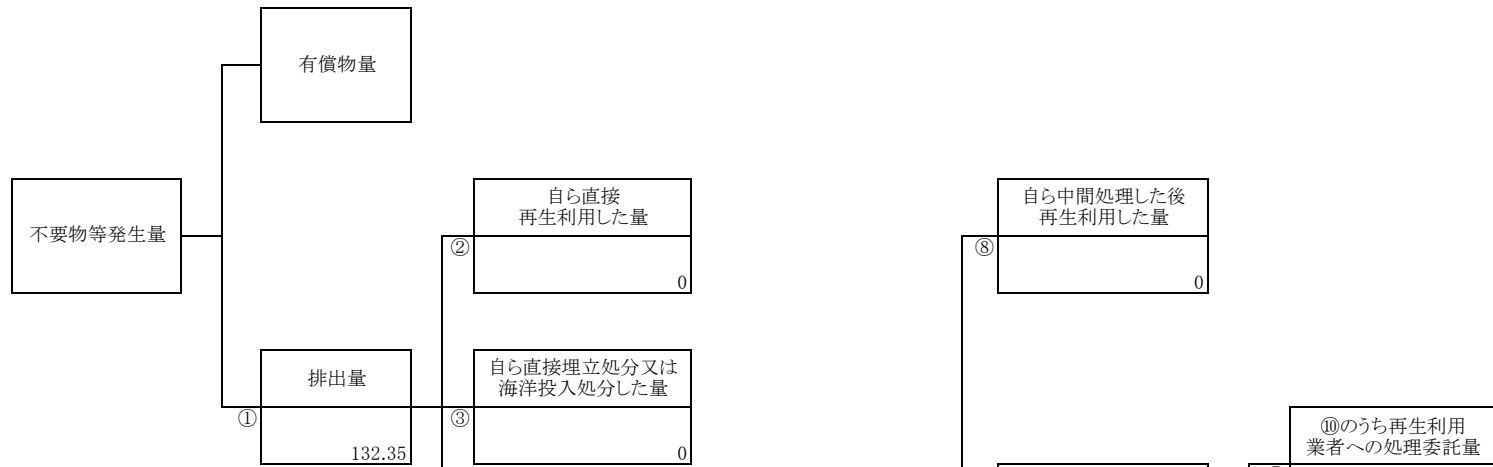 有償物量
不要物等発生量
自ら直接
再生利用した量
②
0
自ら中間処理した後
再生利用した量
⑧
0
排出量
①
132.35
自ら直接埋立処分又は
海洋投入処分した量
③
0
⑩のうち再生利用
業者への処理委託量